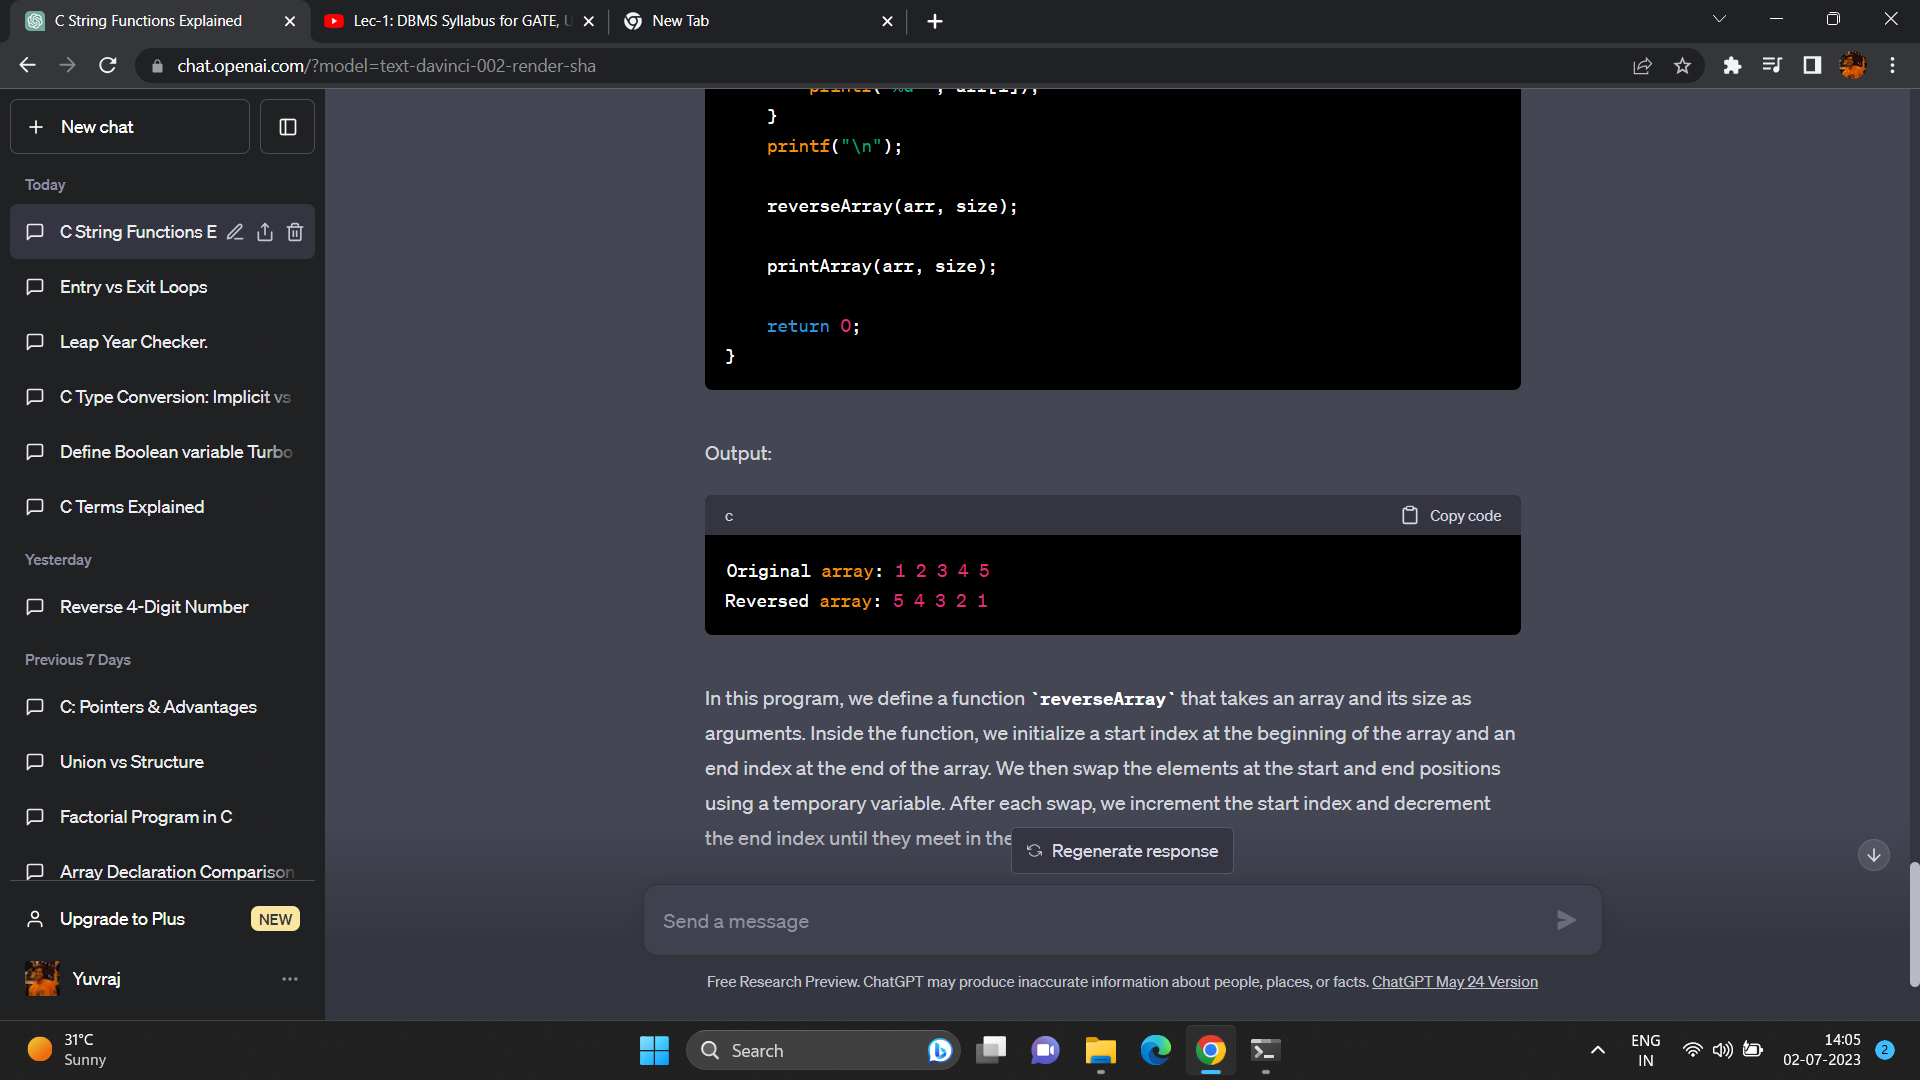 C String Functions Explained
Lec-1: DBMS Syllabus for GATE, U
New Tab
chat.openai.com/?model=text-davinci-002-render-sha
New chat
Today
C String Functions E
Entry vs Exit Loops
Leap Year Checker.
C Type Conversion: Implicit vs
Define Boolean variable Turbo
C Terms Explained
Yesterday
Reverse 4-Digit Number
Previous 7 Days
C: Pointers & Advantages
Union vs Structure
Factorial Program in C
Array Declaration Comparison
Upgrade to Plus
NEW
Yuvraj
printf("%d ", arr[i]);
}
printf("\n");
reverseArray(arr, size);
printArray(arr, size);
return 0;
}
Output:
c
Copy code
Original array: 1 2 3 4 5
Reversed array: 5 4 3 2 1
In this program, we define a function `reverseArray` that takes an array and its size as
arguments. Inside the function, we initialize a start index at the beginning of the array and an
end index at the end of the array. We then swap the elements at the start and end positions
using a temporary variable. After each swap, we increment the start index and decrement
the end index until they meet in the
Regenerate response
Send a message
Free Research Preview. ChatGPT may produce inaccurate information about people, places, or facts. ChatGPT May 24 Version
31°C
Sunny
Search
ENG
IN
14:05
02-07-2023
2